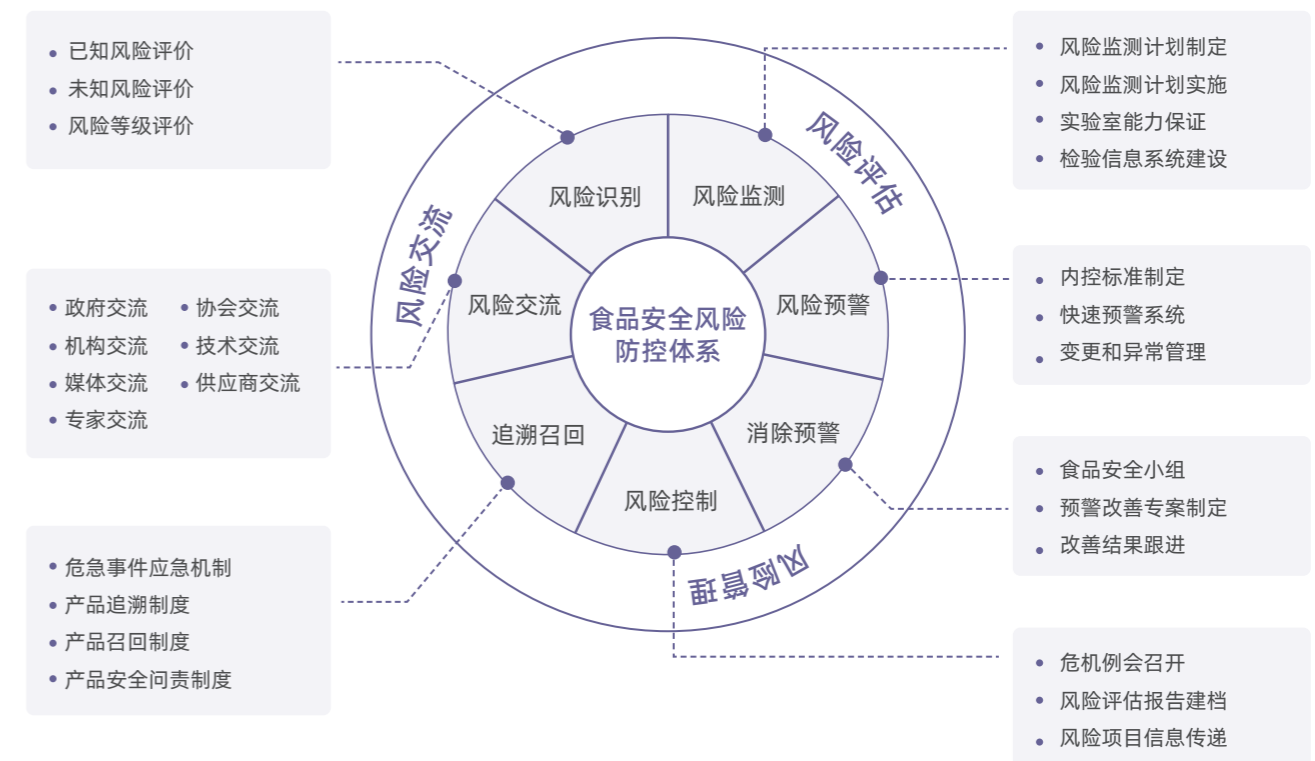 已知风险评价
未知风险评价
风险等级评价
政府交流
协会交流
机构交流
技术交流
媒体交流
供应商交流
专家交流
危急事件应急机制
产品追溯制度
产品召回制度
产品安全问责制度
风险交流
风险评估
风险管理
风险识别
风险监测
风险交流
风险预警
食品安全风险
防控体系
追溯召回
消除预警
风险控制
风险监测计划制定
风险监测计划实施
实验室能力保证
检验信息系统建设
内控标准制定
快速预警系统
变更和异常管理
食品安全小组
预警改善专案制定
改善结果跟进
危机例会召开
风险评估报告建档
风险项目信息传递